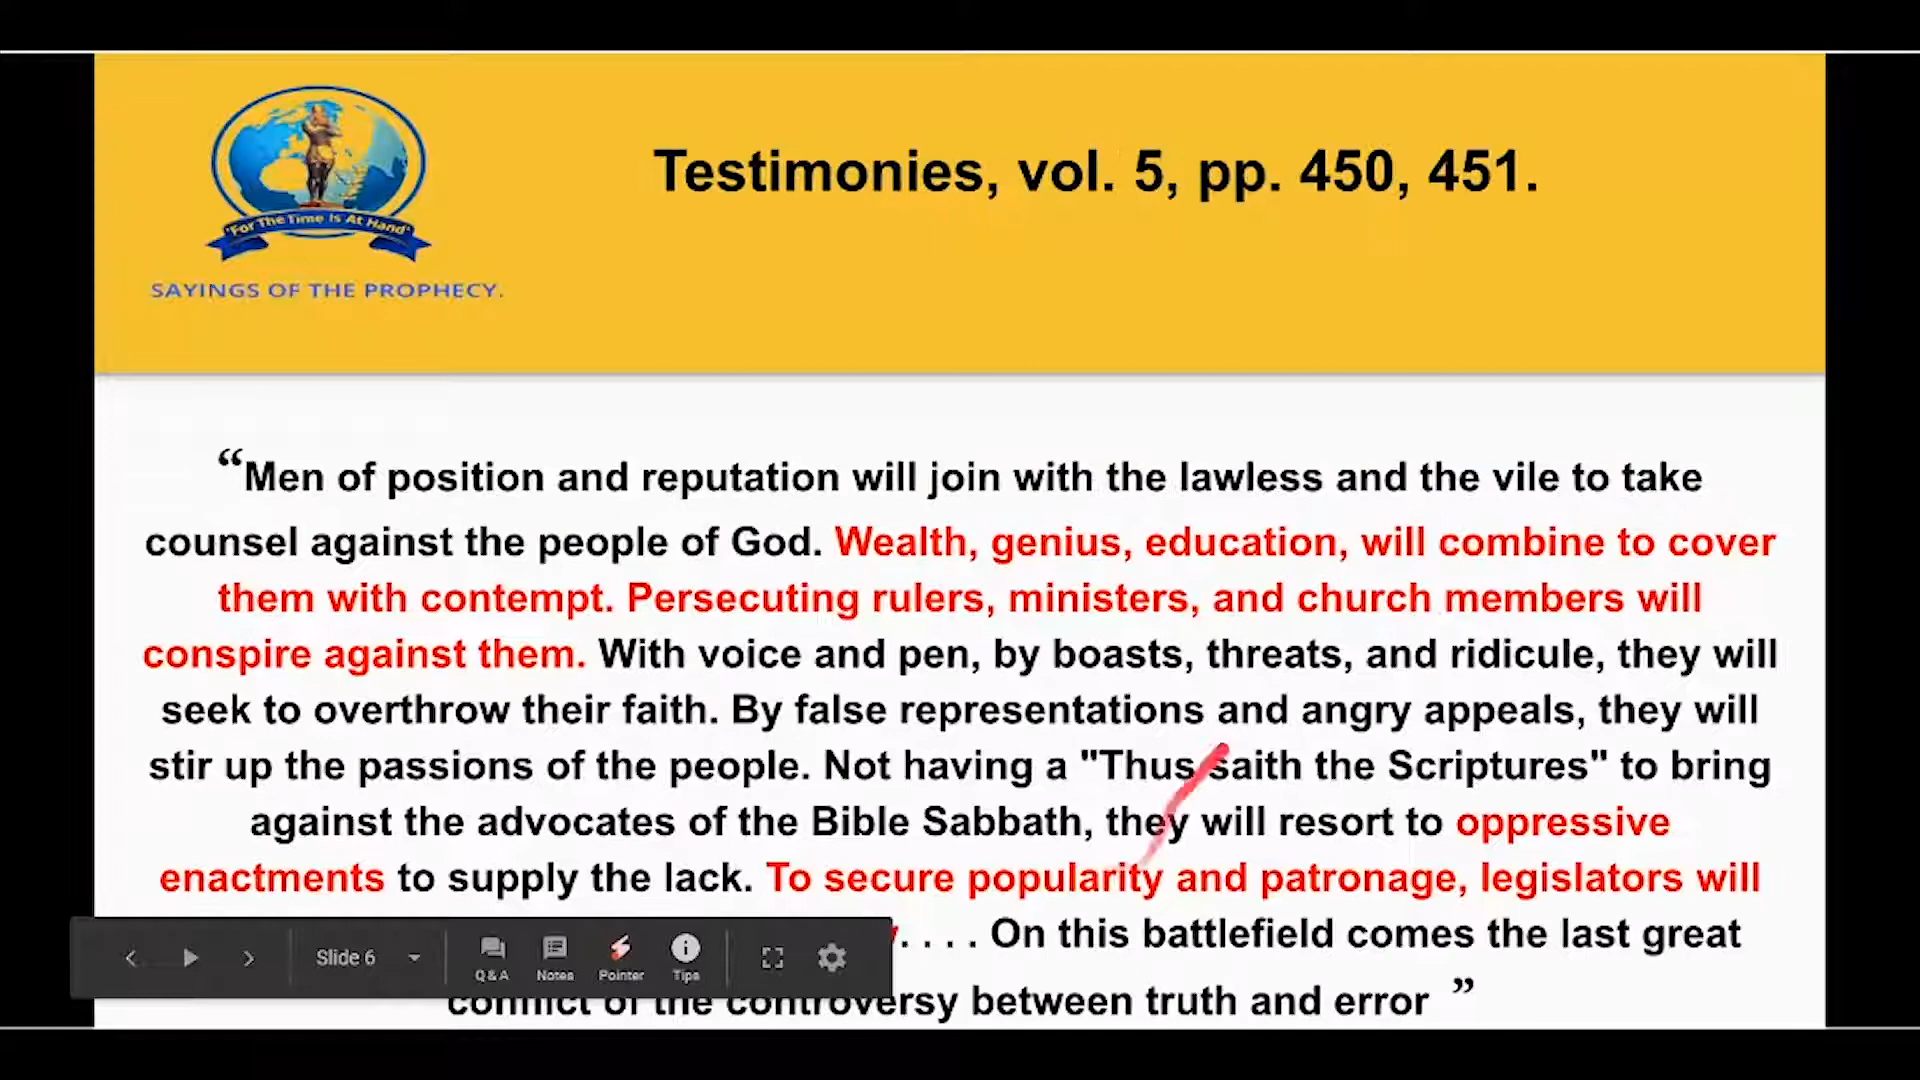 Testimonies, vol. 5, pp. 450, 451.
"For The Time Is At Hand"
SAYINGS OF THE PROPHECY.
“Men of position and reputation will join with the lawless and the vile to take
counsel against the people of God. Wealth, genius, education, will combine to cover
them with contempt. Persecuting rulers, ministers, and church members will
conspire against them. With voice and pen, by boasts, threats, and ridicule, they will
seek to overthrow their faith. By false representations and angry appeals, they will
stir up the passions of the people. Not having a "Thus saith the Scriptures" to bring
against the advocates of the Bible Sabbath, they will resort to oppressive
enactments to supply the lack. To secure popularity and patronage, legislators will
. . . . On this battlefield comes the last great
conflict of the controversy between truth and error ”
Slide 6
Q&A
Notes
Pointer
Tips